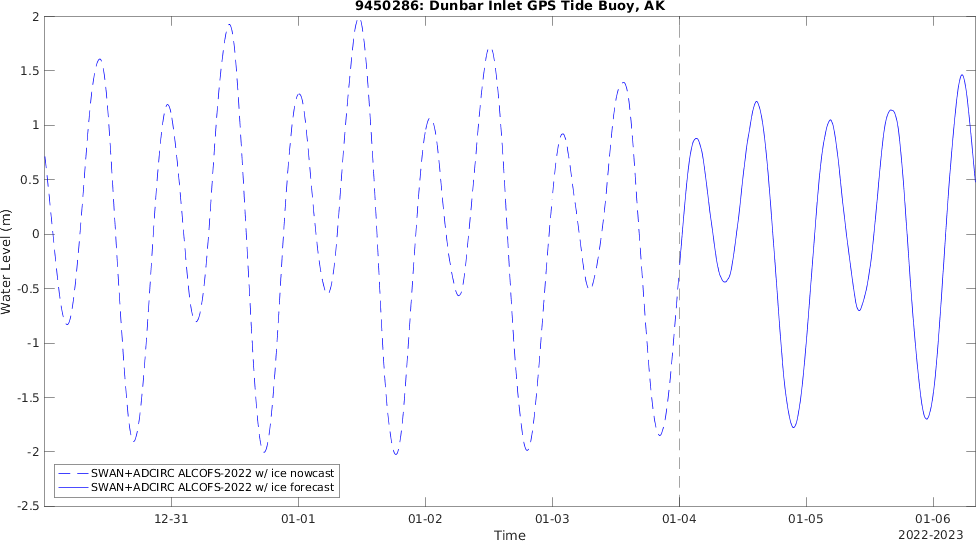 9450286: Dunbar Inlet GPS Tide Buoy, AK
2
1.5
1
0.5
0
-0.5
-1
-1.5
-2
-2.5
Water Level (m)
SWAN+ADCIRC ALCOFS-2022 w/ ice nowcast
SWAN+ADCIRC ALCOFS-2022 w/ ice forecast
12-31 01-01 01-02 01-03 01-04 01-05 01-06
Time
2022-2023